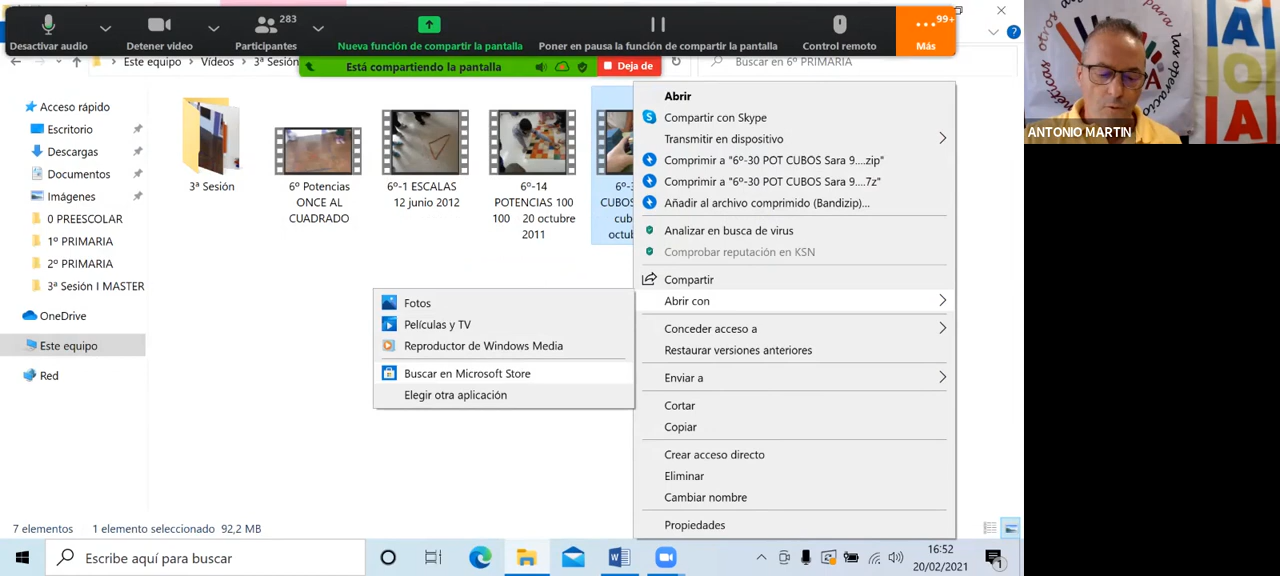 283
99+
Desactivar audio
Detener video
Participantes
Nueva función de compartir la pantalla
Poner en pausa la función de compartir la pantalla
Control remoto
Más
Este equipo
Vídeos
3ª Sesión
Está compartiendo la pantalla
Deja de
Buscar en 6º PRIMARIA
Acceso rápido
Escritorio
Descargas
Documentos
Imágenes
0 PREESCOLAR
1º PRIMARIA
2º PRIMARIA
3ª Sesión I MASTER
OneDrive
Este equipo
Red
3ª Sesión
6º Potencias
ONCE AL
CUADRADO
6º-1 ESCALAS
12 junio 2012
6º-14
POTENCIAS 100
100 20 octubre
2011
Abrir
Compartir con Skype
Transmitir en dispositivo
Comprimir a "6º-30 POT CUBOS Sara 9....zip"
Comprimir a "6º-30 POT CUBOS Sara 9....7z"
Añadir al archivo comprimido (Bandizip)...
Analizar en busca de virus
Comprobar reputación en KSN
Compartir
Abrir con
Conceder acceso a
Restaurar versiones anteriores
Enviar a
Cortar
Copiar
Crear acceso directo
Eliminar
Cambiar nombre
Propiedades
Fotos
Películas y TV
Reproductor de Windows Media
Buscar en Microsoft Store
Elegir otra aplicación
7 elementos
1 elemento seleccionado 92,2 MB
Escribe aquí para buscar
16:52
20/02/2021
1
ANTONIO MARTIN
para
las